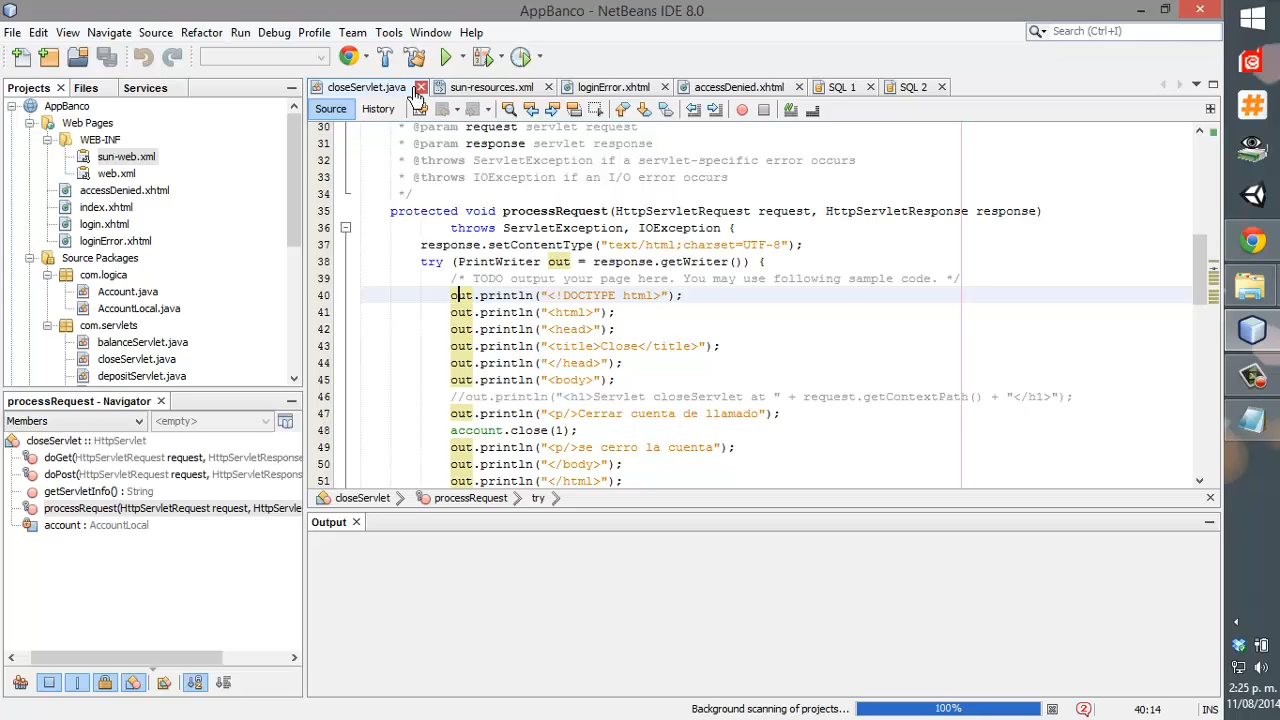 AppBanco - NetBeans IDE 8.0
File Edit View Navigate Source Refactor Run Debug Profile Team Tools Window Help
Search (Ctrl+I)
Projects Files Services
closeServlet.java sun-resources.xml loginError.xhtml accessDenied.xhtml SQL 1 SQL 2
Source History
AppBanco
Web Pages
WEB-INF
sun-web.xml
web.xml
accessDenied.xhtml
index.xhtml
login.xhtml
loginError.xhtml
Source Packages
com.logica
Account.java
AccountLocal.java
com.servlets
balanceServlet.java
closeServlet.java
depositServlet.java
30 * @param request servlet request
31 * @param response servlet response
32 * @throws ServletException if a servlet-specific error occurs
33 * @throws IOException if an I/O error occurs
34 */
35 protected void processRequest(HttpServletRequest request, HttpServletResponse response)
36 throws ServletException, IOException {
37 response.setContentType("text/html;charset=UTF-8");
38 try (PrintWriter out = response.getWriter()) {
39 /* TODO output your page here. You may use following sample code. */
40 out.println("<!DOCTYPE html>");
41 out.println("<html>");
42 out.println("<head>");
43 out.println("<title>Close</title>");
44 out.println("</head>");
45 out.println("<body>");
46 //out.println("<h1>Servlet closeServlet at " + request.getContextPath() + "</h1>");
47 out.println("<p/>Cerrar cuenta de llamado");
48 account.close(1);
49 out.println("<p/>se cerro la cuenta");
50 out.println("</body>");
51 out.println("</html>");
closeServlet processRequest try
processRequest - Navigator
Members <empty>
closeServlet :: HttpServlet
doGet(HttpServletRequest request, HttpServletResponse
doPost(HttpServletRequest request, HttpServletRespons
getServletInfo() : String
processRequest(HttpServletRequest request, HttpServle
account : AccountLocal
Output
Background scanning of projects... 100%
2
40:14 INS
2:25 p. m.
11/08/2014